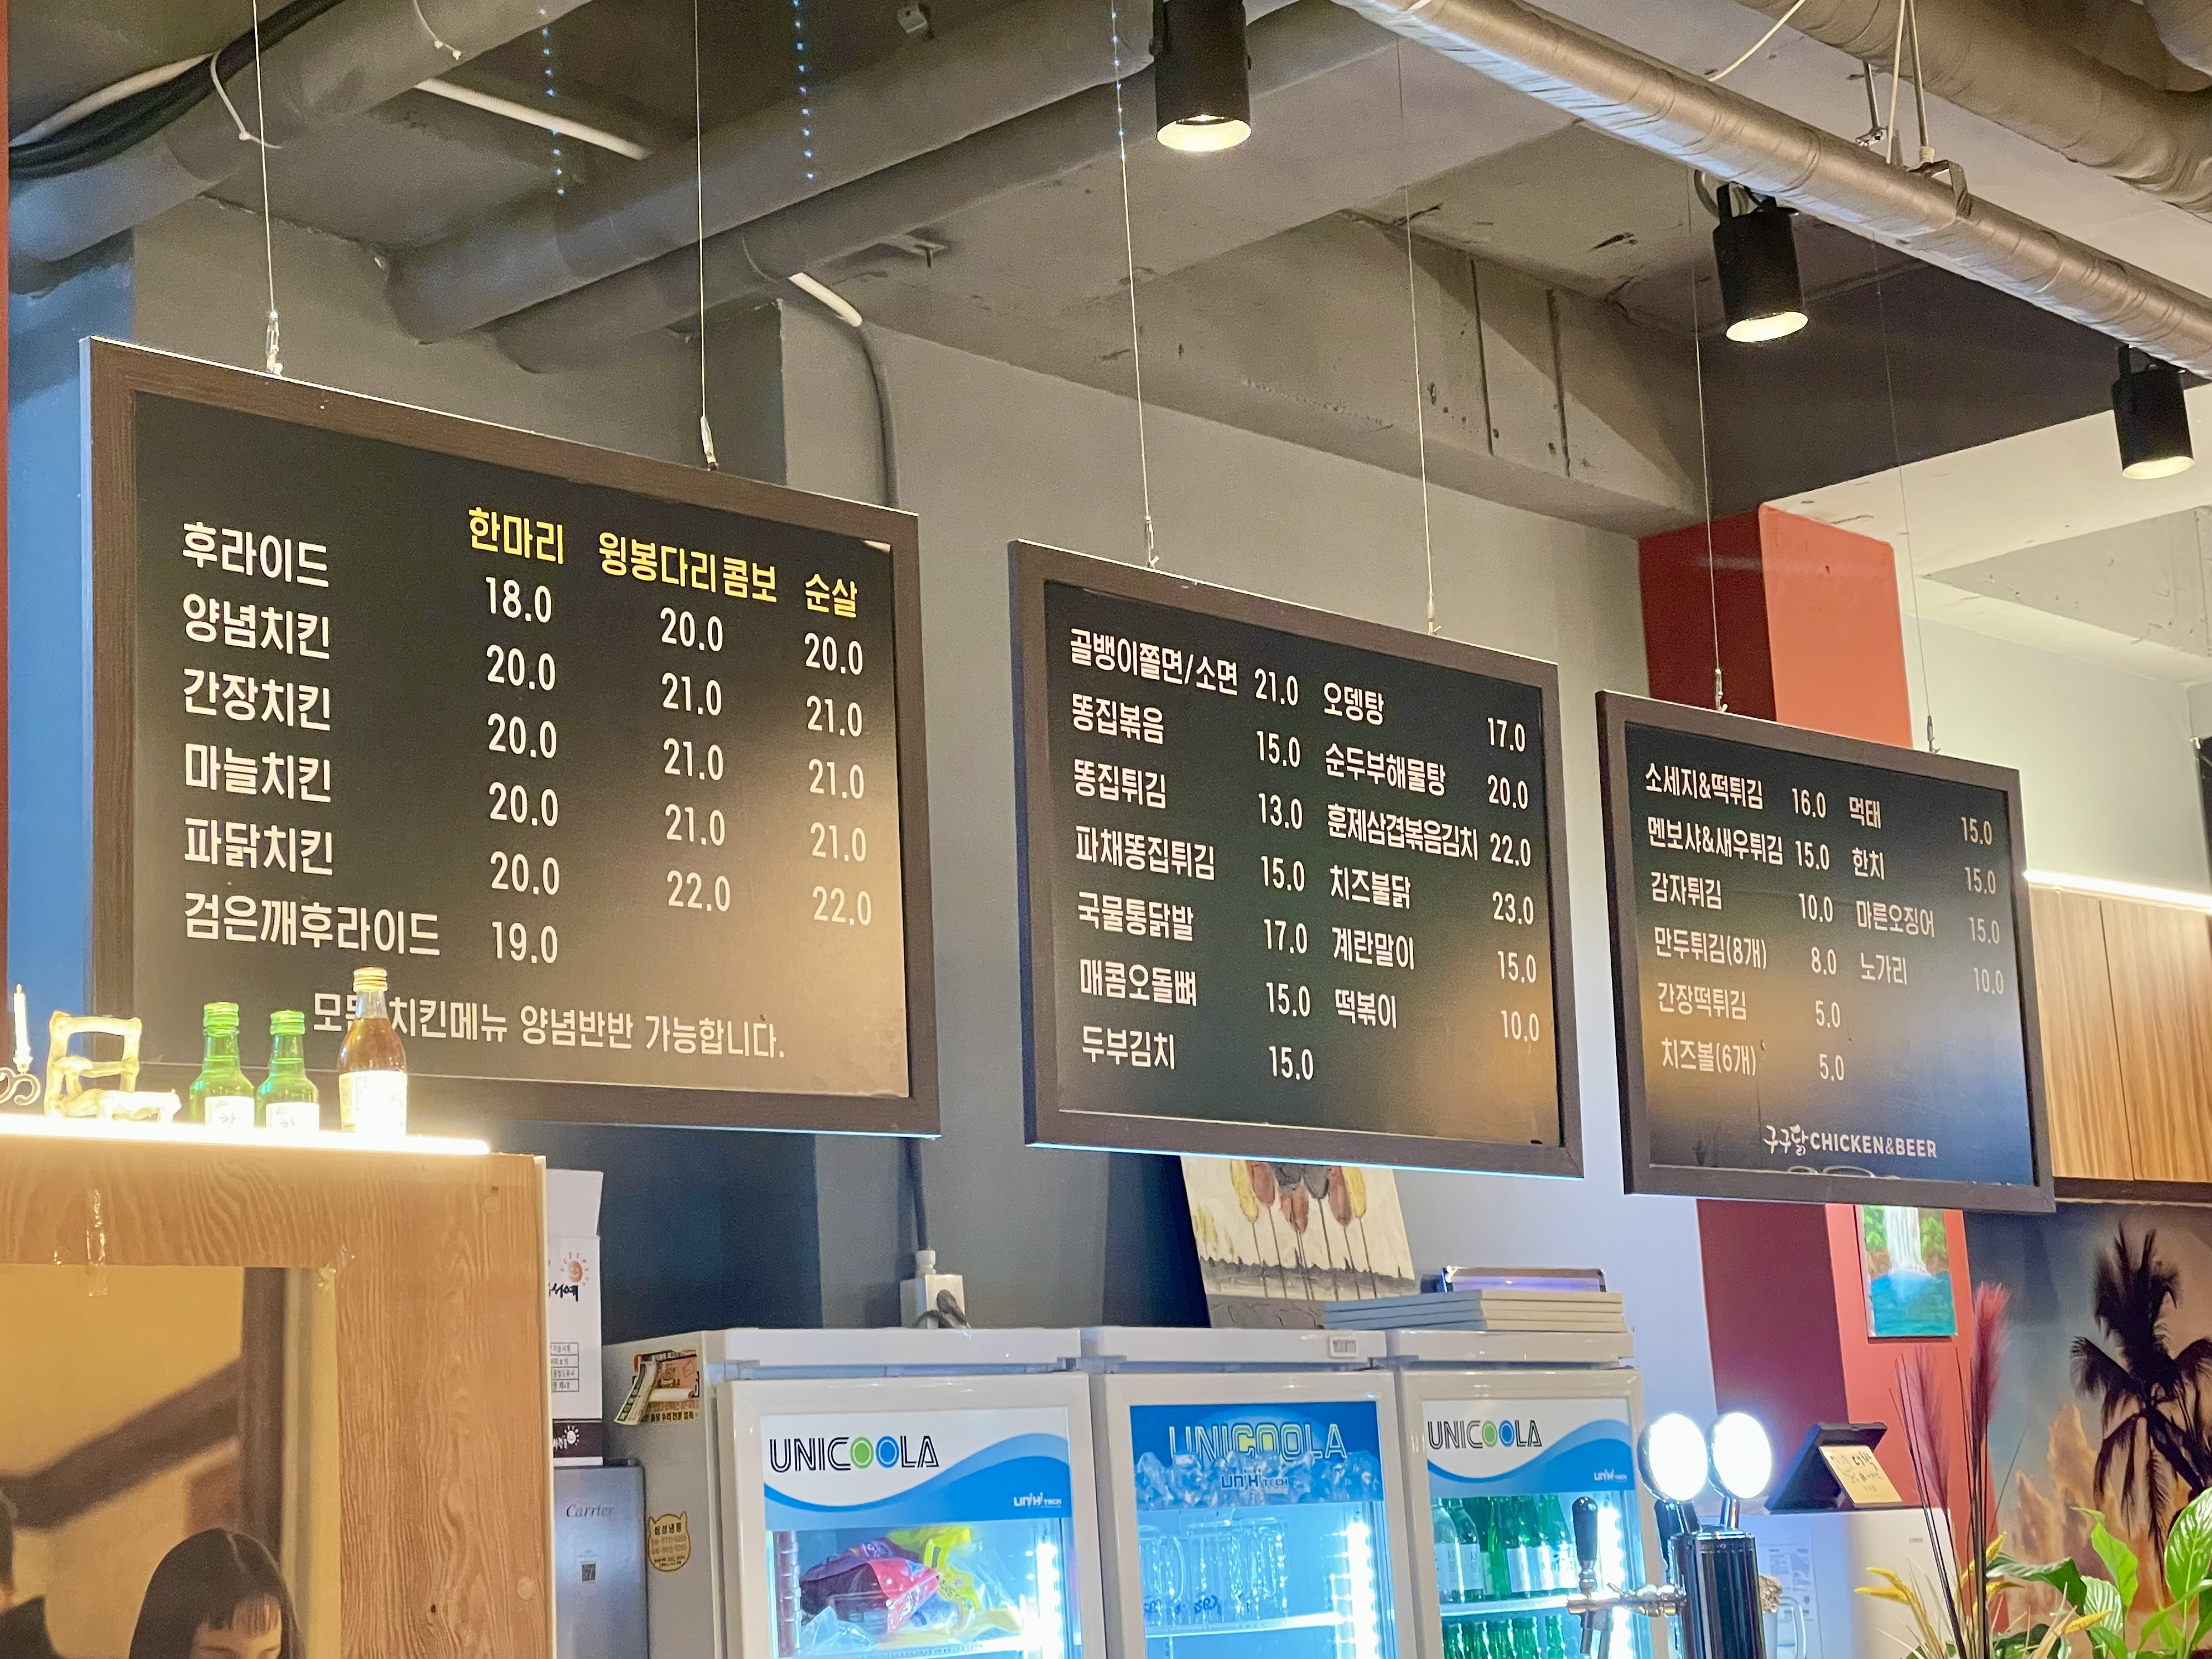 한마리 윙봉다리콤보 순살
후라이드 18.0 20.0 20.0
양념치킨 20.0 21.0 21.0
간장치킨 20.0 21.0 21.0
마늘치킨 20.0 21.0 21.0
파닭치킨 20.0 22.0 22.0
검은깨후라이드 19.0
치킨메뉴 양념반반 가능합니다.
골뱅이쫄면/소면 21.0 오뎅탕 17.0
똥집볶음 15.0 순두부해물탕 20.0
똥집튀김 13.0 훈제삼겹볶음김치 22.0
파채똥집튀김 15.0 치즈불닭 23.0
국물통닭발 17.0 계란말이 15.0
매콤오돌뼈 15.0 떡볶이 10.0
두부김치 15.0
소세지&떡튀김 16.0 먹태 15.0
멘보샤&새우튀김 15.0 한치 15.0
감자튀김 10.0 마른오징어 15.0
만두튀김(8개) 8.0 노가리 10.0
간장떡튀김 5.0
치즈볼(6개) 5.0
구구닭 CHICKEN&BEER
UNICOOLA
UNIHTECH
UNICOOLA
UNIHTECH
UNICOOLA
UNIHTECH
Carrier
삼성냉동